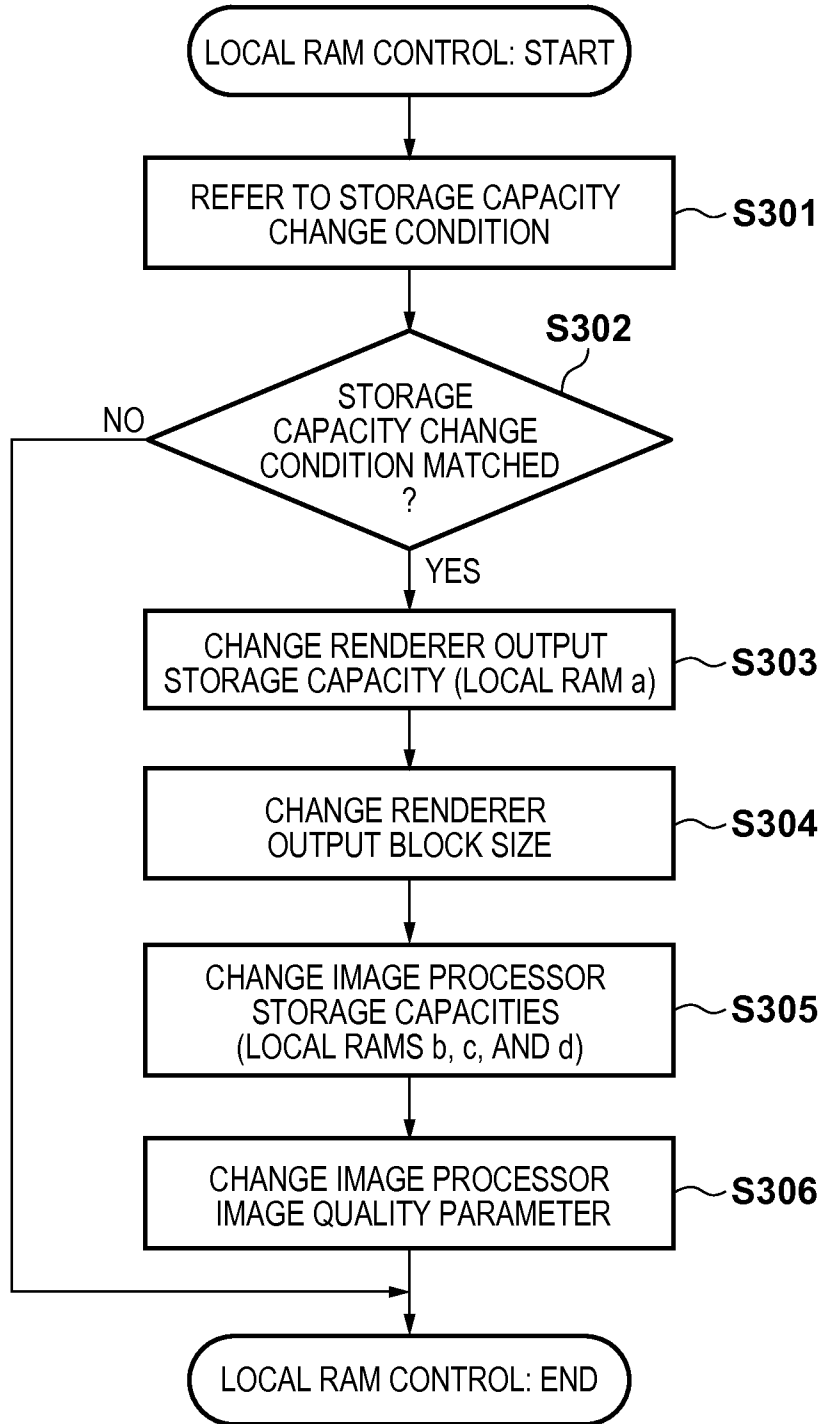 LOCAL RAM CONTROL: START
REFER TO STORAGE CAPACITY
CHANGE CONDITION
S301
S302
STORAGE
CAPACITY CHANGE
CONDITION MATCHED
?
NO
YES
CHANGE RENDERER OUTPUT
STORAGE CAPACITY (LOCAL RAM a)
S303
CHANGE RENDERER
OUTPUT BLOCK SIZE
S304
CHANGE IMAGE PROCESSOR
STORAGE CAPACITIES
(LOCAL RAMS b, c, AND d)
S305
CHANGE IMAGE PROCESSOR
IMAGE QUALITY PARAMETER
S306
LOCAL RAM CONTROL: END